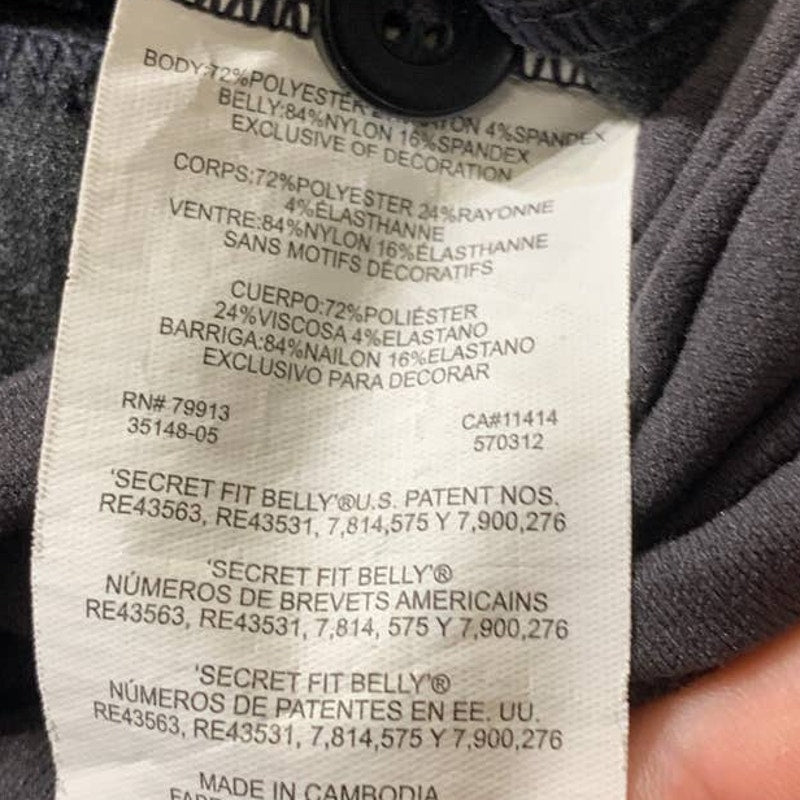 BODY:72%POLYESTER 4%SPANDEX
BELLY:84%NYLON 16%SPANDEX
EXCLUSIVE OF DECORATION
CORPS:72%POLYESTER 24%RAYONNE
4%ÉLASTHANNE
VENTRE:84%NYLON 16%ÉLASTHANNE
SANS MOTIFS DÉCORATIFS
CUERPO:72%POLIÉSTER
24%VISCOSA 4%ELASTANO
BARRIGA:84%NAILON 16%ELASTANO
EXCLUSIVO PARA DECORAR
RN# 79913 CA#11414
35148-05 570312
'SECRET FIT BELLY'®U.S. PATENT NOS.
RE43563, RE43531, 7,814,575 Y 7,900,276
'SECRET FIT BELLY'®
NÚMEROS DE BREVETS AMERICAINS
RE43563, RE43531, 7,814, 575 Y 7,900,276
'SECRET FIT BELLY'®
NÚMEROS DE PATENTES EN EE. UU.
RE43563, RE43531, 7,814,575 Y 7,900,276
MADE IN CAMBODIA